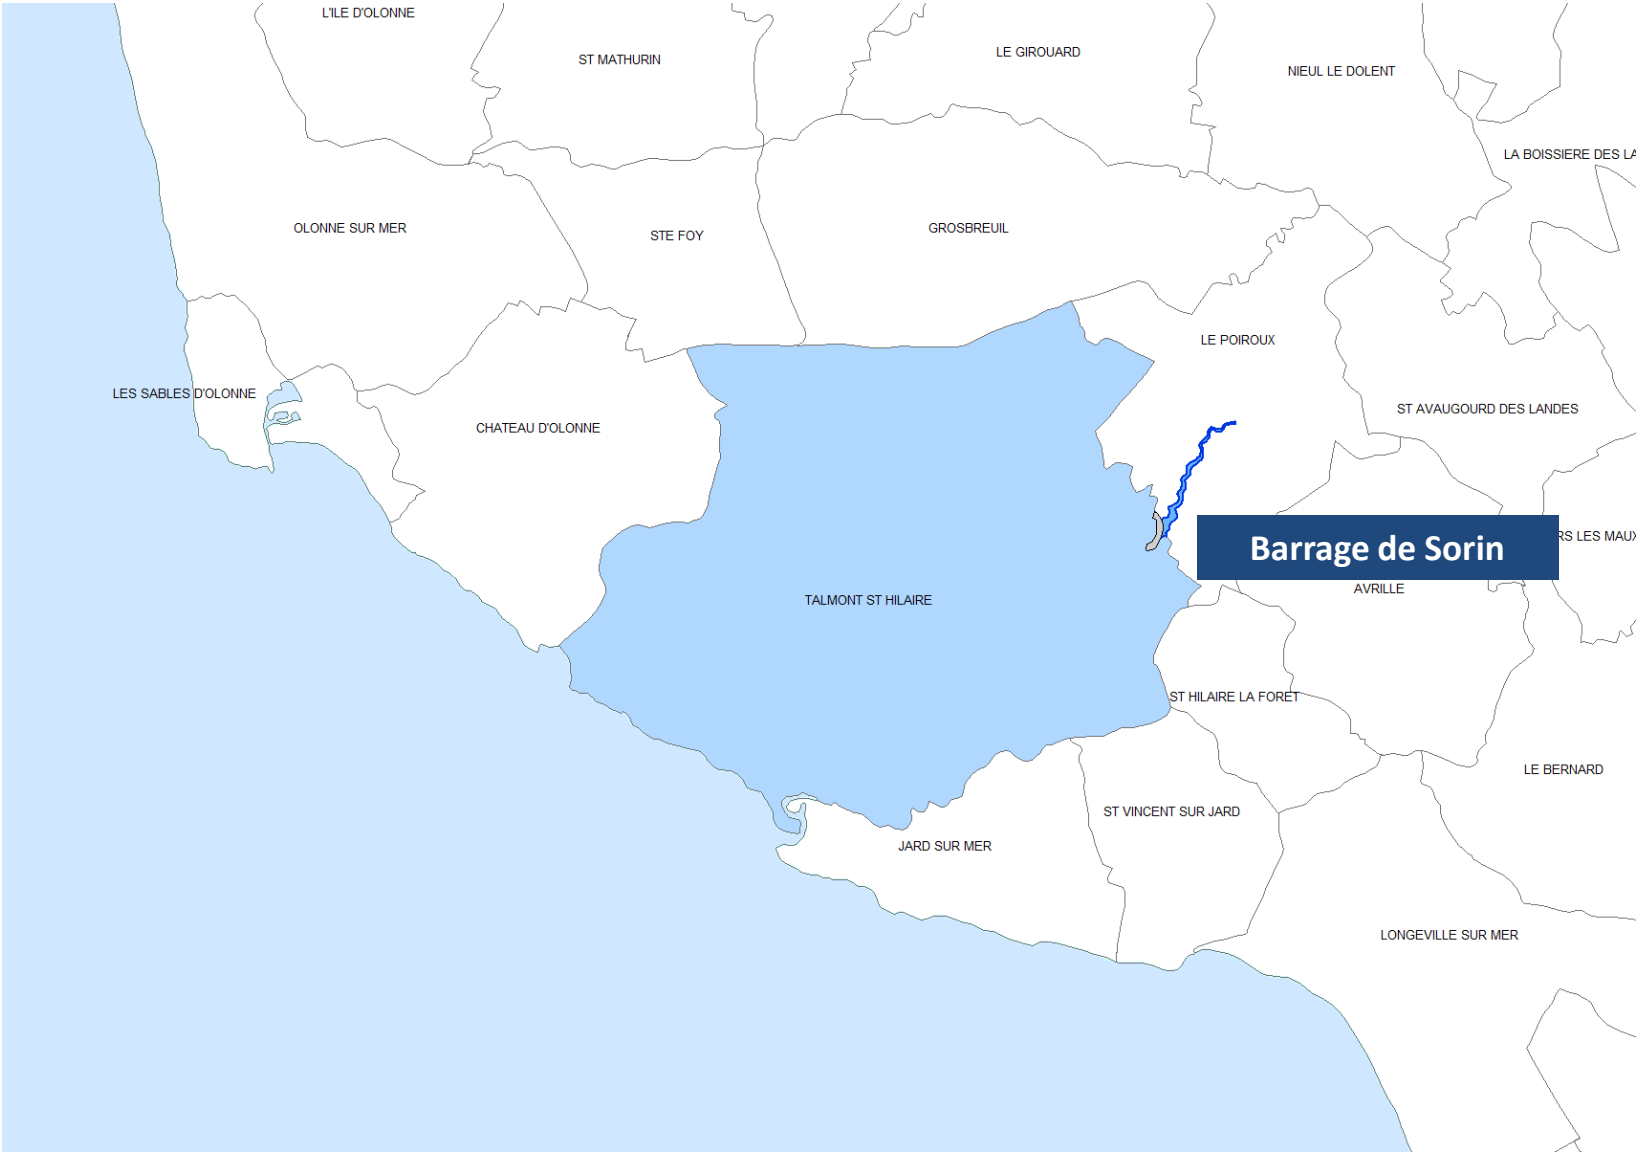 L'ILE D'OLONNE
ST MATHURIN
LE GIROUARD
NIEUL LE DOLENT
LA BOISSIERE DES LA
OLONNE SUR MER
STE FOY
GROSBREUIL
LE POIROUX
LES SABLES D'OLONNE
CHATEAU D'OLONNE
ST AVAUGOURD DES LANDES
Barrage de Sorin
RS LES MAUX
AVRILLE
TALMONT ST HILAIRE
ST HILAIRE LA FORET
LE BERNARD
ST VINCENT SUR JARD
JARD SUR MER
LONGEVILLE SUR MER